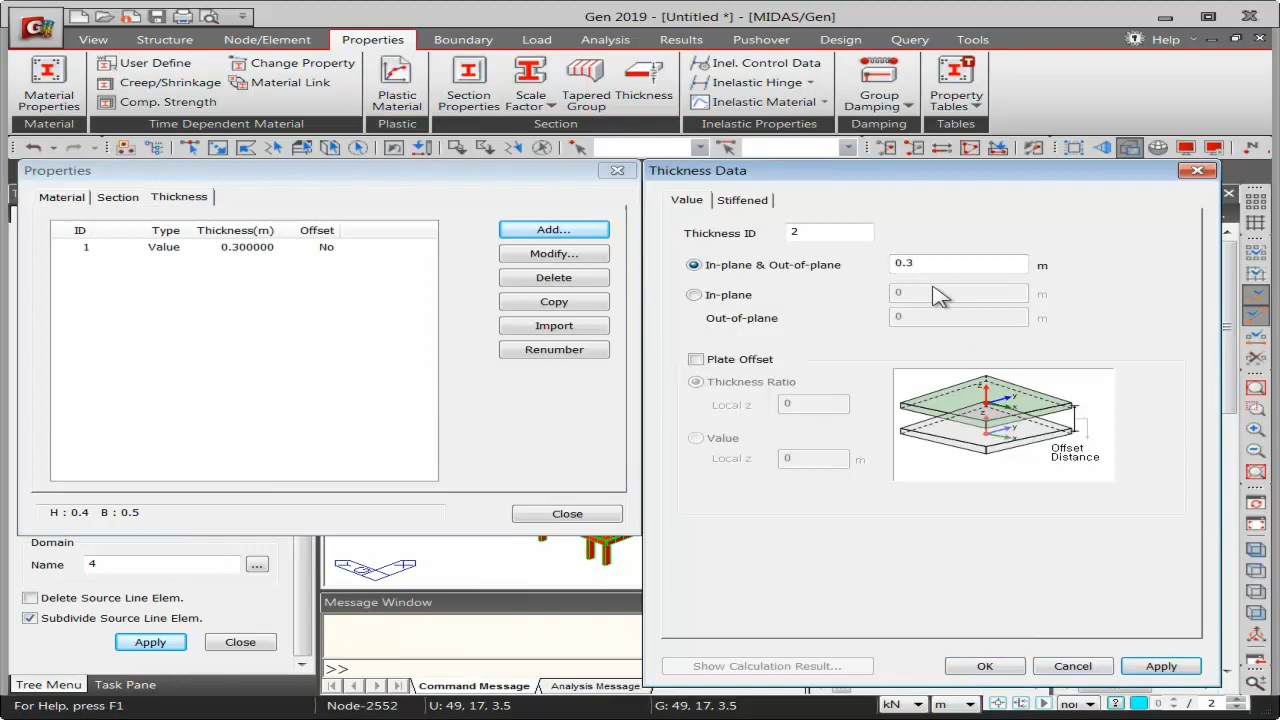 Gen 2019 - [Untitled *] - [MIDAS/Gen]
View Structure Node/Element Properties Boundary Load Analysis Results Pushover Design Query Tools Help
Material Properties
User Define
Creep/Shrinkage
Comp. Strength
Change Property
Material Link
Plastic Material
Section Properties
Scale Factor
Tapered Group
Thickness
Inel. Control Data
Inelastic Hinge
Inelastic Material
Group Damping
Property Tables
Material Time Dependent Material Plastic Section Inelastic Properties Damping Tables
Properties
Material Section Thickness
ID Type Thickness(m) Offset
1 Value 0.300000 No
Add...
Modify...
Delete
Copy
Import
Renumber
H : 0.4 B : 0.5
Close
Thickness Data
Value Stiffened
Thickness ID 2
In-plane & Out-of-plane 0.3 m
In-plane 0 m
Out-of-plane 0 m
Plate Offset
Thickness Ratio
Local z 0
Value
Local z 0 m
z
y
x
z
y
x
Offset
Distance
Show Calculation Result... OK Cancel Apply
Domain
Name 4 ...
Delete Source Line Elem.
Subdivide Source Line Elem.
Apply Close
Tree Menu Task Pane
Message Window
>>
Command Message Analysis Message
For Help, press F1 Node-2552 U: 49, 17, 3.5 G: 49, 17, 3.5 kN m 0 / 2